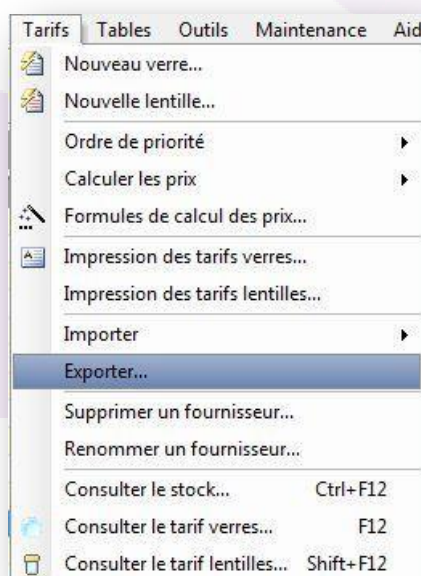 Tarifs Tables Outils Maintenance Aid
Nouveau verre...
Nouvelle lentille...
Ordre de priorité
Calculer les prix
Formules de calcul des prix...
Impression des tarifs verres...
Impression des tarifs lentilles...
Importer
Exporter...
Supprimer un fournisseur...
Renommer un fournisseur...
Consulter le stock... Ctrl+F12
Consulter le tarif verres... F12
Consulter le tarif lentilles... Shift+F12